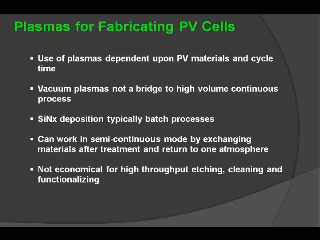 Plasmas for Fabricating PV Cells
▪ Use of plasmas dependent upon PV materials and cycle
time
▪ Vacuum plasmas not a bridge to high volume continuous
process
▪ SiNx deposition typically batch processes
▪ Can work in semi-continuous mode by exchanging
materials after treatment and return to one atmosphere
▪ Not economical for high throughput etching, cleaning and
functionalizing